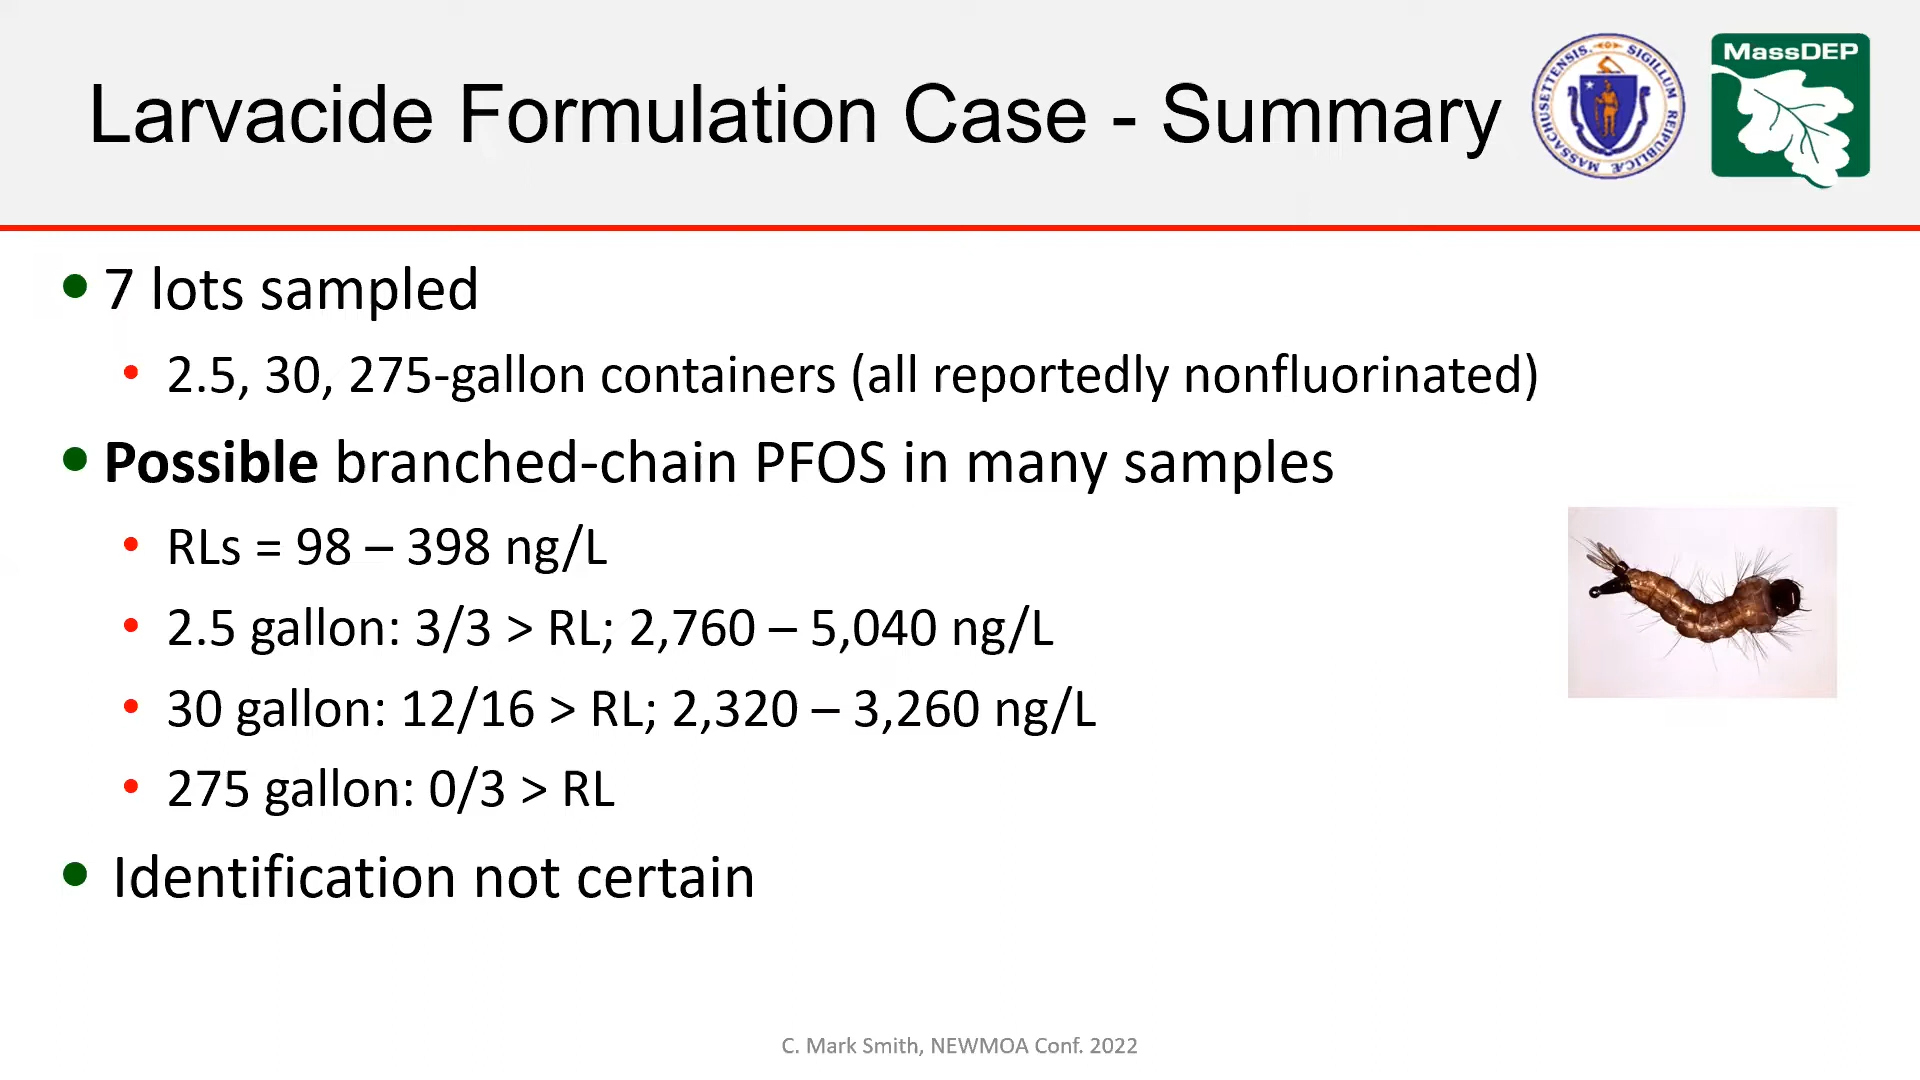 Larvacide Formulation Case - Summary
MASSACHUSETTENSIS. SIGILLUM REIPUBLICÆ
MassDEP
• 7 lots sampled
• 2.5, 30, 275-gallon containers (all reportedly nonfluorinated)
• Possible branched-chain PFOS in many samples
• RLs = 98 – 398 ng/L
• 2.5 gallon: 3/3 > RL; 2,760 – 5,040 ng/L
• 30 gallon: 12/16 > RL; 2,320 – 3,260 ng/L
• 275 gallon: 0/3 > RL
• Identification not certain
C. Mark Smith, NEWMOA Conf. 2022